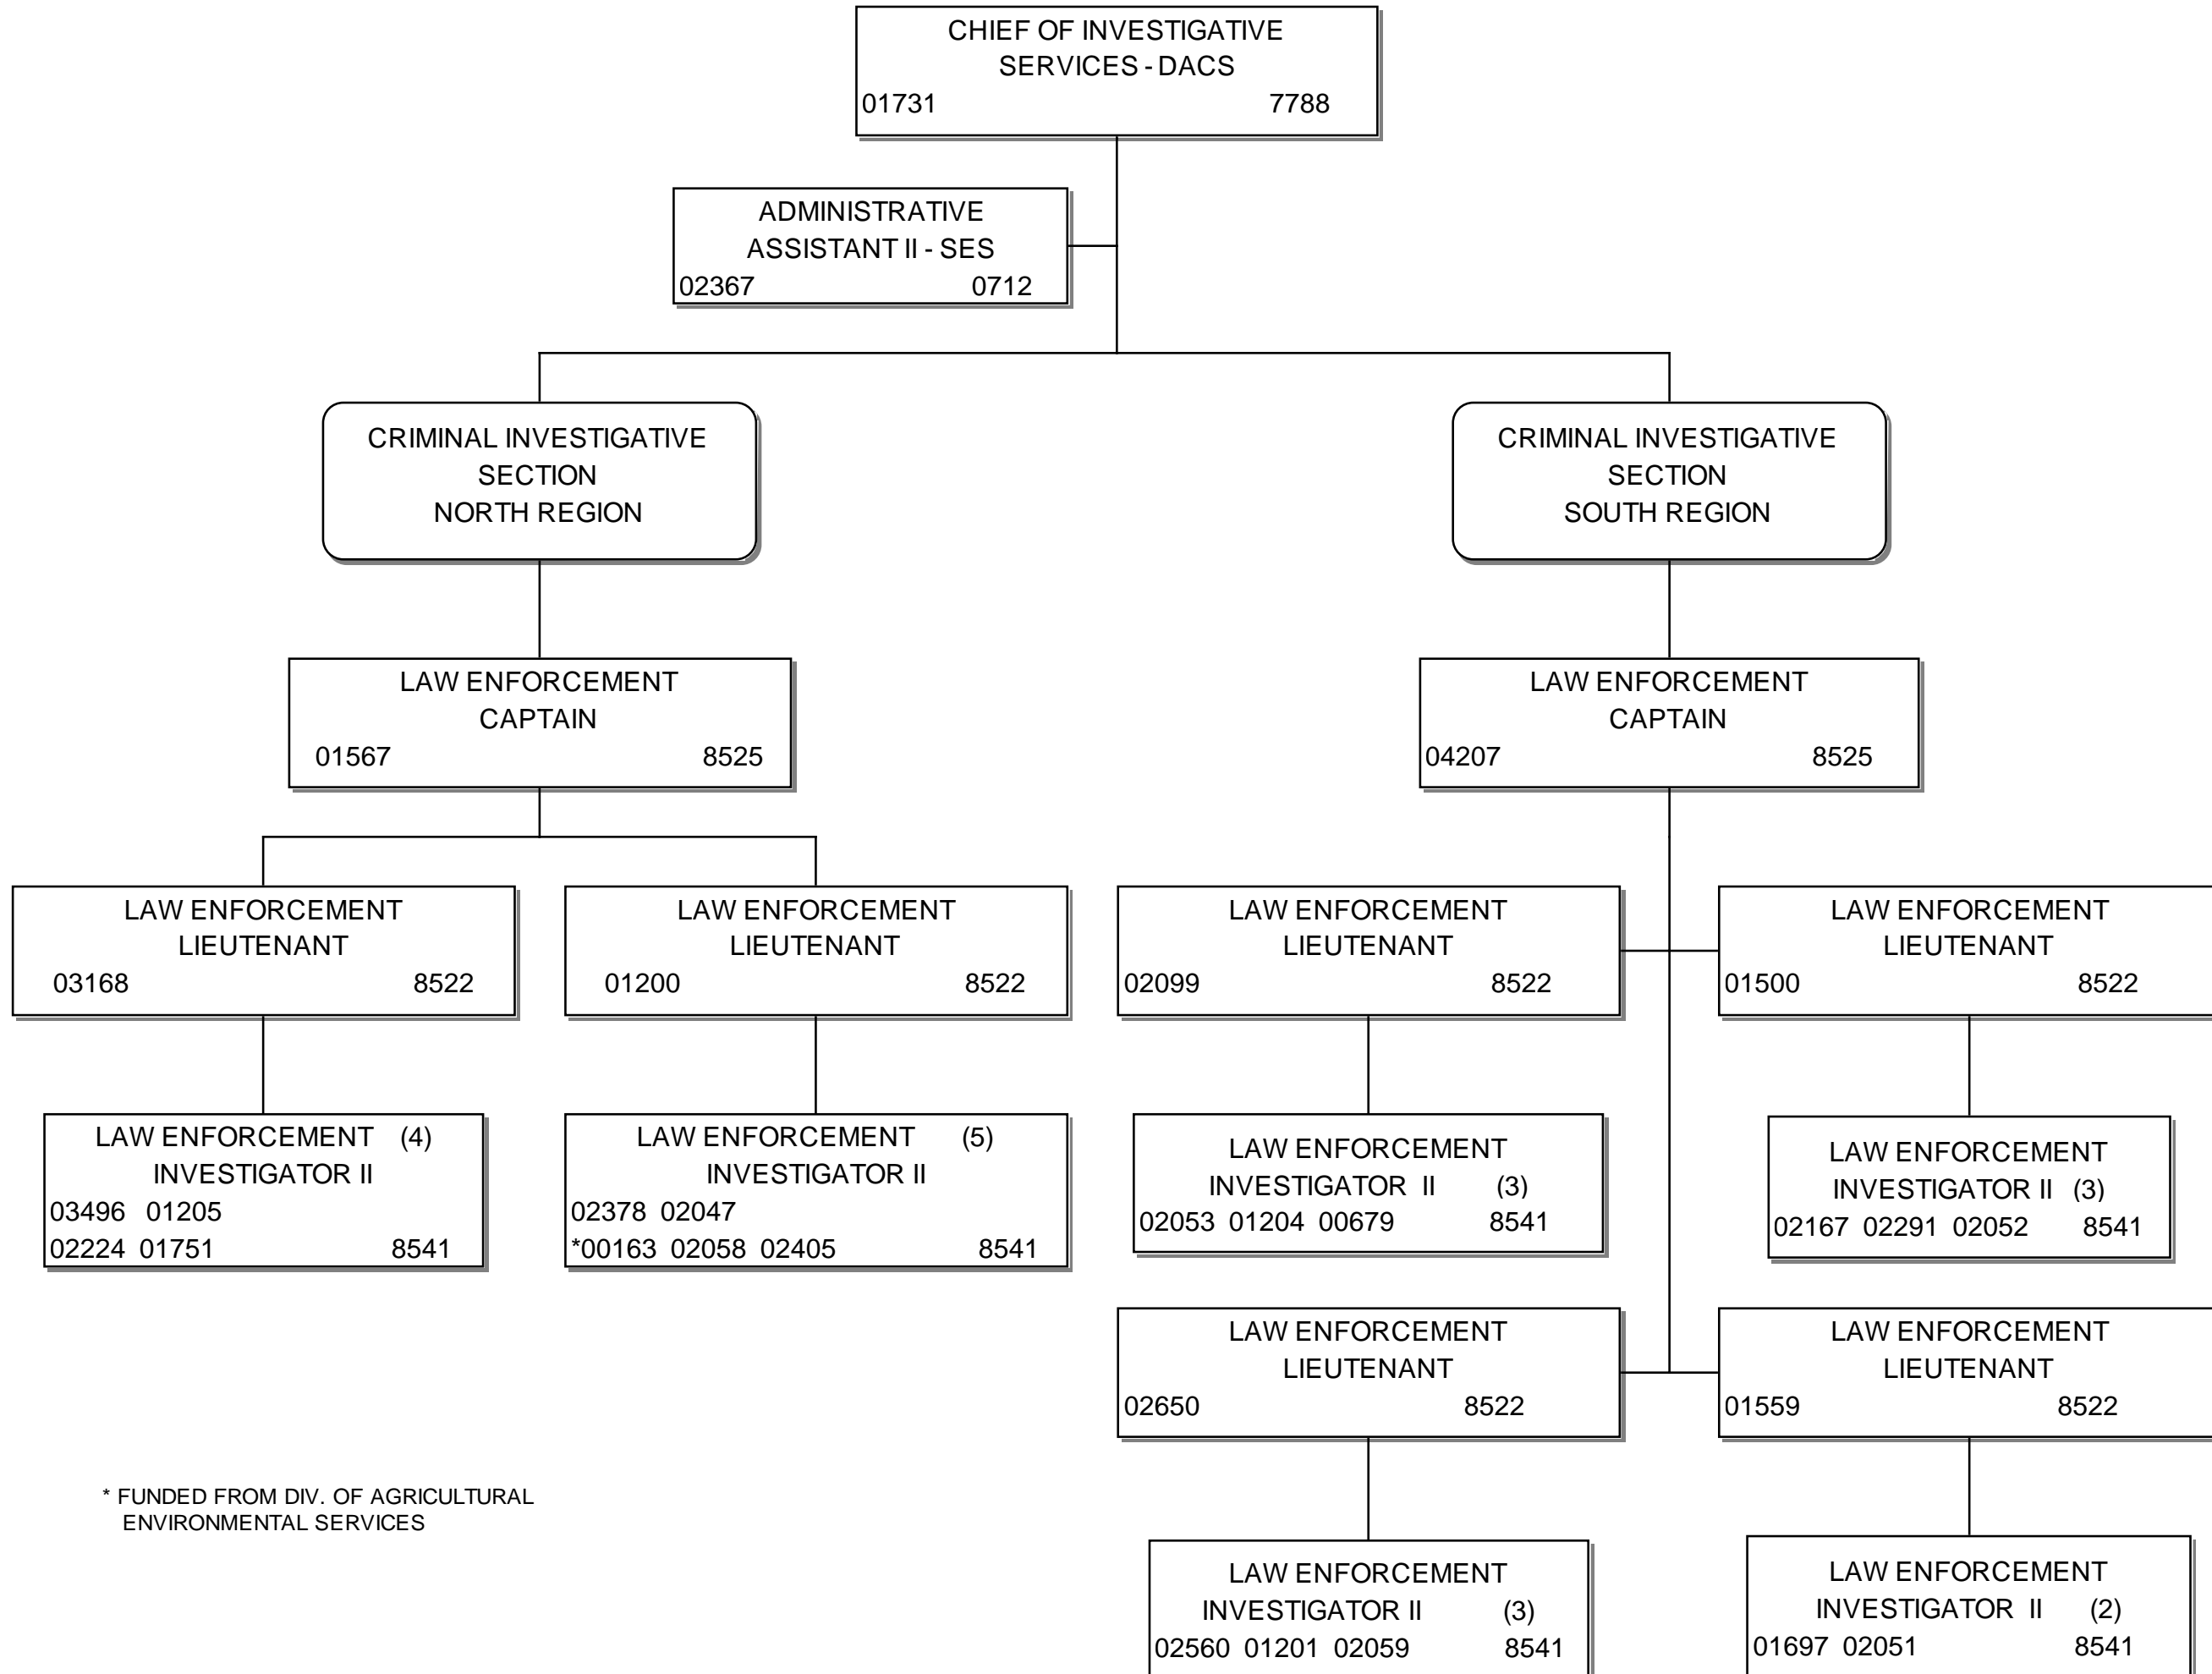 CHIEF OF INVESTIGATIVE
SERVICES - DACS
01731 7788
ADMINISTRATIVE
ASSISTANT II - SES
02367 0712
CRIMINAL INVESTIGATIVE
SECTION
NORTH REGION
CRIMINAL INVESTIGATIVE
SECTION
SOUTH REGION
LAW ENFORCEMENT
CAPTAIN
01567 8525
LAW ENFORCEMENT
CAPTAIN
04207 8525
LAW ENFORCEMENT
LIEUTENANT
03168 8522
LAW ENFORCEMENT
LIEUTENANT
01200 8522
LAW ENFORCEMENT
LIEUTENANT
02099 8522
LAW ENFORCEMENT
LIEUTENANT
01500 8522
LAW ENFORCEMENT (4)
INVESTIGATOR II
03496 01205
02224 01751 8541
LAW ENFORCEMENT (5)
INVESTIGATOR II
02378 02047
*00163 02058 02405 8541
LAW ENFORCEMENT
INVESTIGATOR II (3)
02053 01204 00679 8541
LAW ENFORCEMENT
INVESTIGATOR II (3)
02167 02291 02052 8541
LAW ENFORCEMENT
LIEUTENANT
02650 8522
LAW ENFORCEMENT
LIEUTENANT
01559 8522
* FUNDED FROM DIV. OF AGRICULTURAL
ENVIRONMENTAL SERVICES
LAW ENFORCEMENT
INVESTIGATOR II (3)
02560 01201 02059 8541
LAW ENFORCEMENT
INVESTIGATOR II (2)
01697 02051 8541